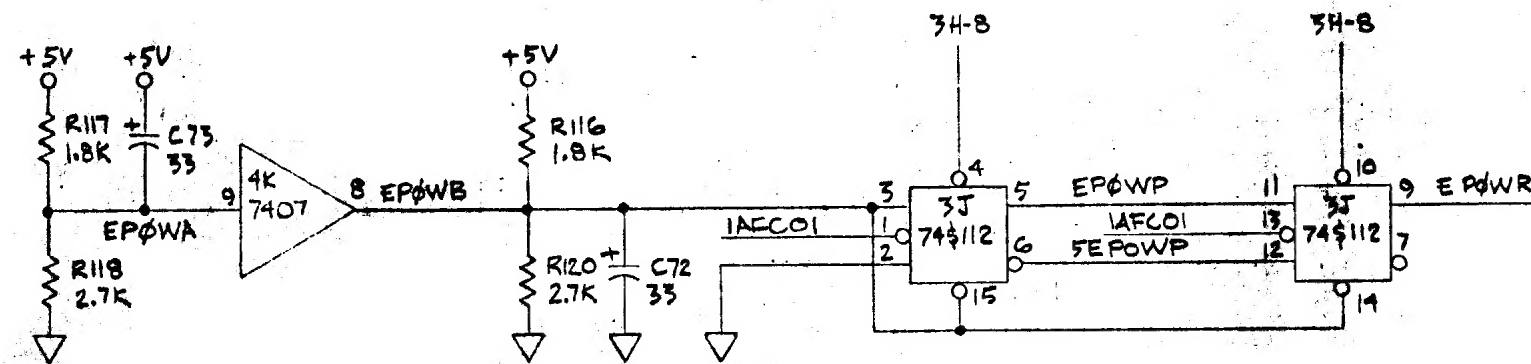 3H-8
3H-8
+5V
+5V
+5V
R117
1.8K
+
C73
33
R116
1.8K
4K
7407
9
8
EPØWB
EPØWA
R118
2.7K
R120
2.7K
+
C72
33
3
4
5
3J
74S112
1AFC01
1
2
6
15
EPØWP
11
10
9
EPØWR
3J
74S112
1AFC01
13
5EPOWP
12
7
14